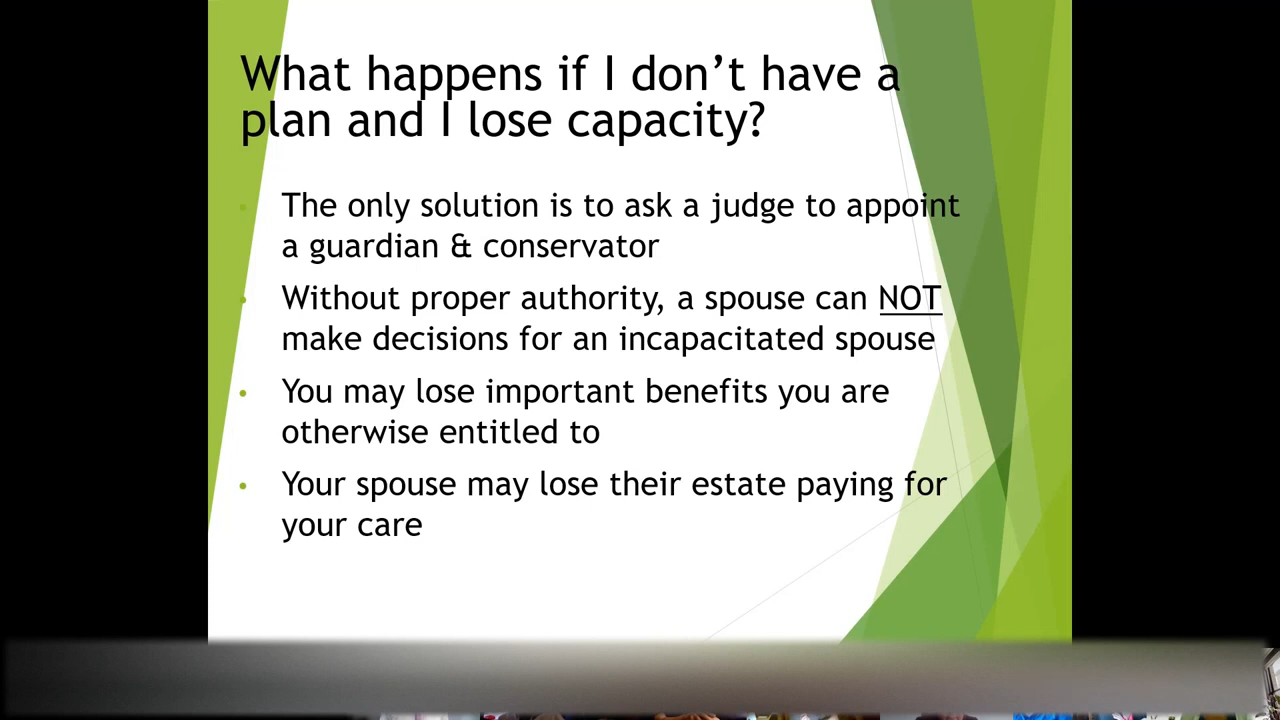 What happens if I don’t have a
plan and I lose capacity?
The only solution is to ask a judge to appoint
a guardian & conservator
Without proper authority, a spouse can NOT
make decisions for an incapacitated spouse
You may lose important benefits you are
otherwise entitled to
Your spouse may lose their estate paying for
your care